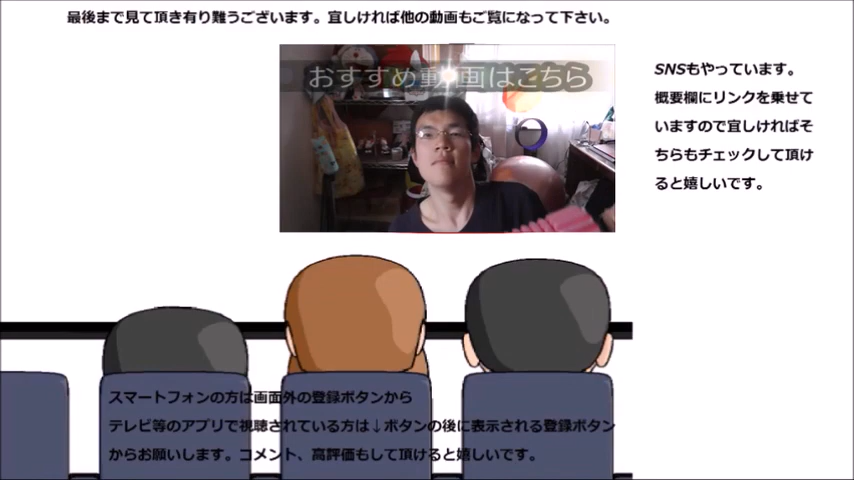 最後まで見て頂き有り難うございます。宜しければ他の動画もご覧になって下さい。
おすすめ動画はこちら
SNSもやっています。
概要欄にリンクを乗せて
いますので宜しければそ
ちらもチェックして頂け
ると嬉しいです。
スマートフォンの方は画面外の登録ボタンから
テレビ等のアプリで視聴されている方は↓ボタンの後に表示される登録ボタン
からお願いします。コメント、高評価もして頂けると嬉しいです。